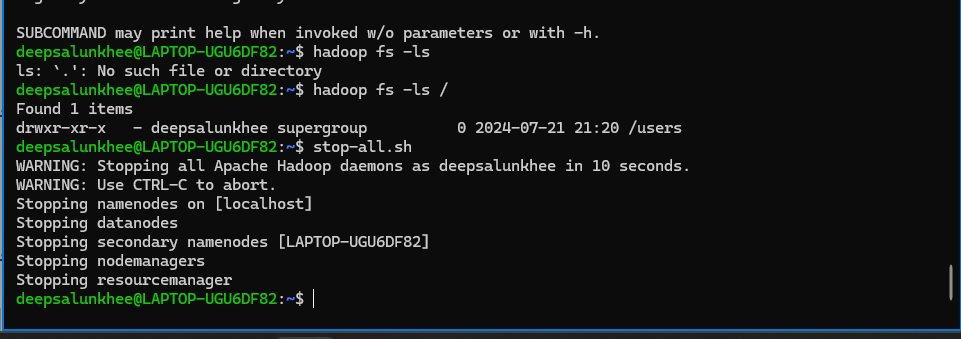 SUBCOMMAND may print help when invoked w/o parameters or with -h.
deepsalunkhee@LAPTOP-UGU6DF82:~$ hadoop fs -ls
ls: `.': No such file or directory
deepsalunkhee@LAPTOP-UGU6DF82:~$ hadoop fs -ls /
Found 1 items
drwxr-xr-x   - deepsalunkhee supergroup          0 2024-07-21 21:20 /users
deepsalunkhee@LAPTOP-UGU6DF82:~$ stop-all.sh
WARNING: Stopping all Apache Hadoop daemons as deepsalunkhee in 10 seconds.
WARNING: Use CTRL-C to abort.
Stopping namenodes on [localhost]
Stopping datanodes
Stopping secondary namenodes [LAPTOP-UGU6DF82]
Stopping nodemanagers
Stopping resourcemanager
deepsalunkhee@LAPTOP-UGU6DF82:~$